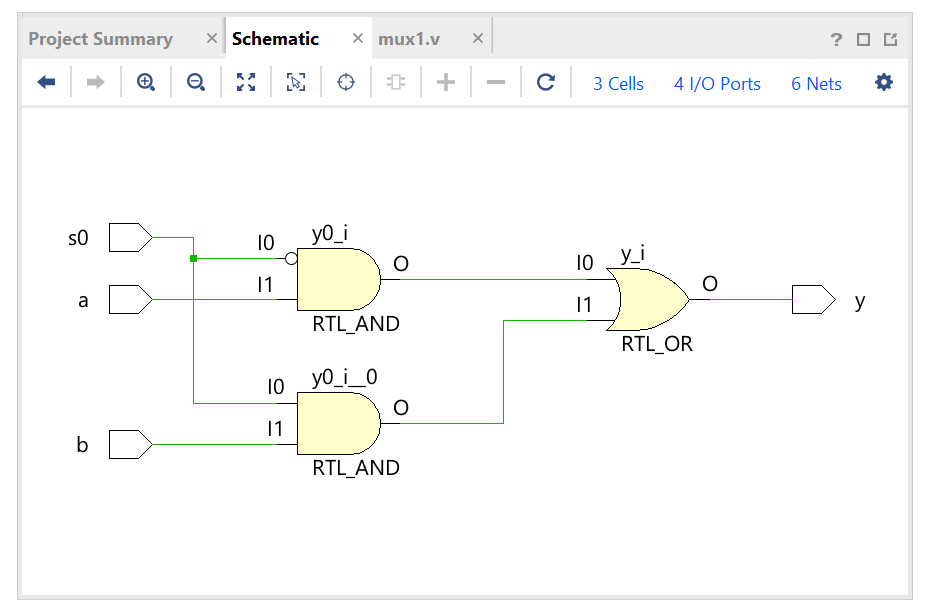 Project Summary × Schematic × mux1.v × ?
3 Cells 4 I/O Ports 6 Nets
s0
I0
y0_i
O
a
I1
RTL_AND
I0
y_i
O
I1
RTL_OR
y
I0
y0_i__0
O
b
I1
RTL_AND